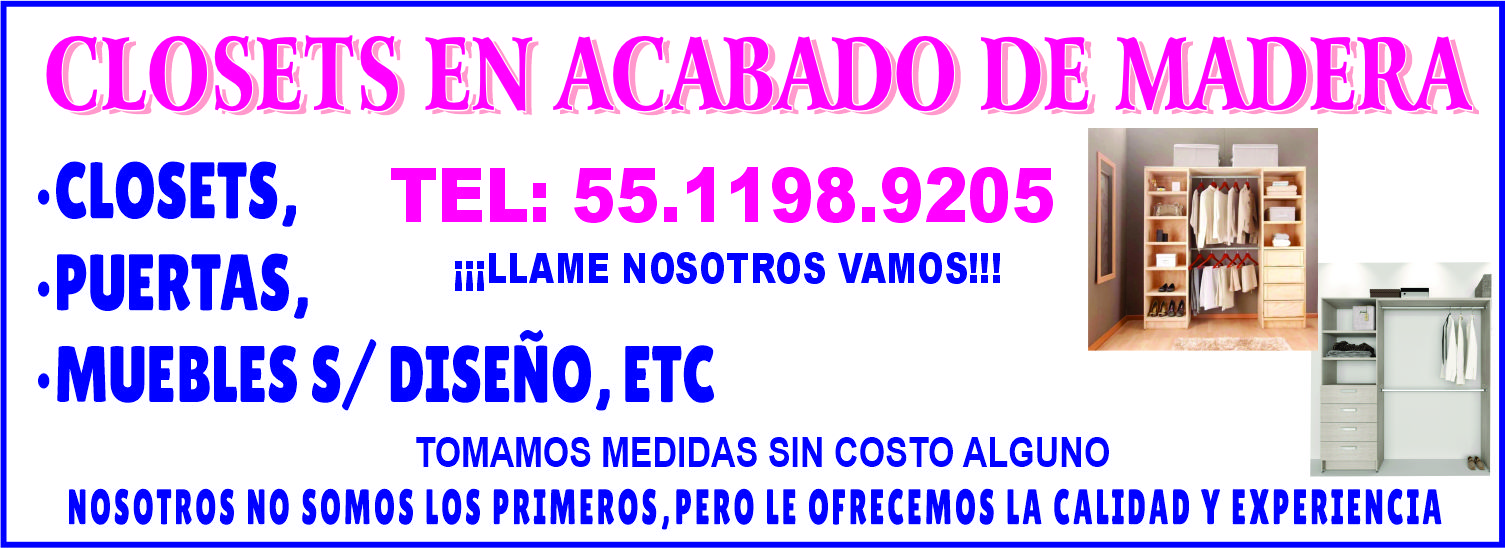 CLOSETS EN ACABADO DE MADERA
·CLOSETS,
TEL: 55.1198.9205
·PUERTAS,
¡¡¡LLAME NOSOTROS VAMOS!!!
·MUEBLES S/ DISEÑO, ETC
TOMAMOS MEDIDAS SIN COSTO ALGUNO
NOSOTROS NO SOMOS LOS PRIMEROS,PERO LE OFRECEMOS LA CALIDAD Y EXPERIENCIA